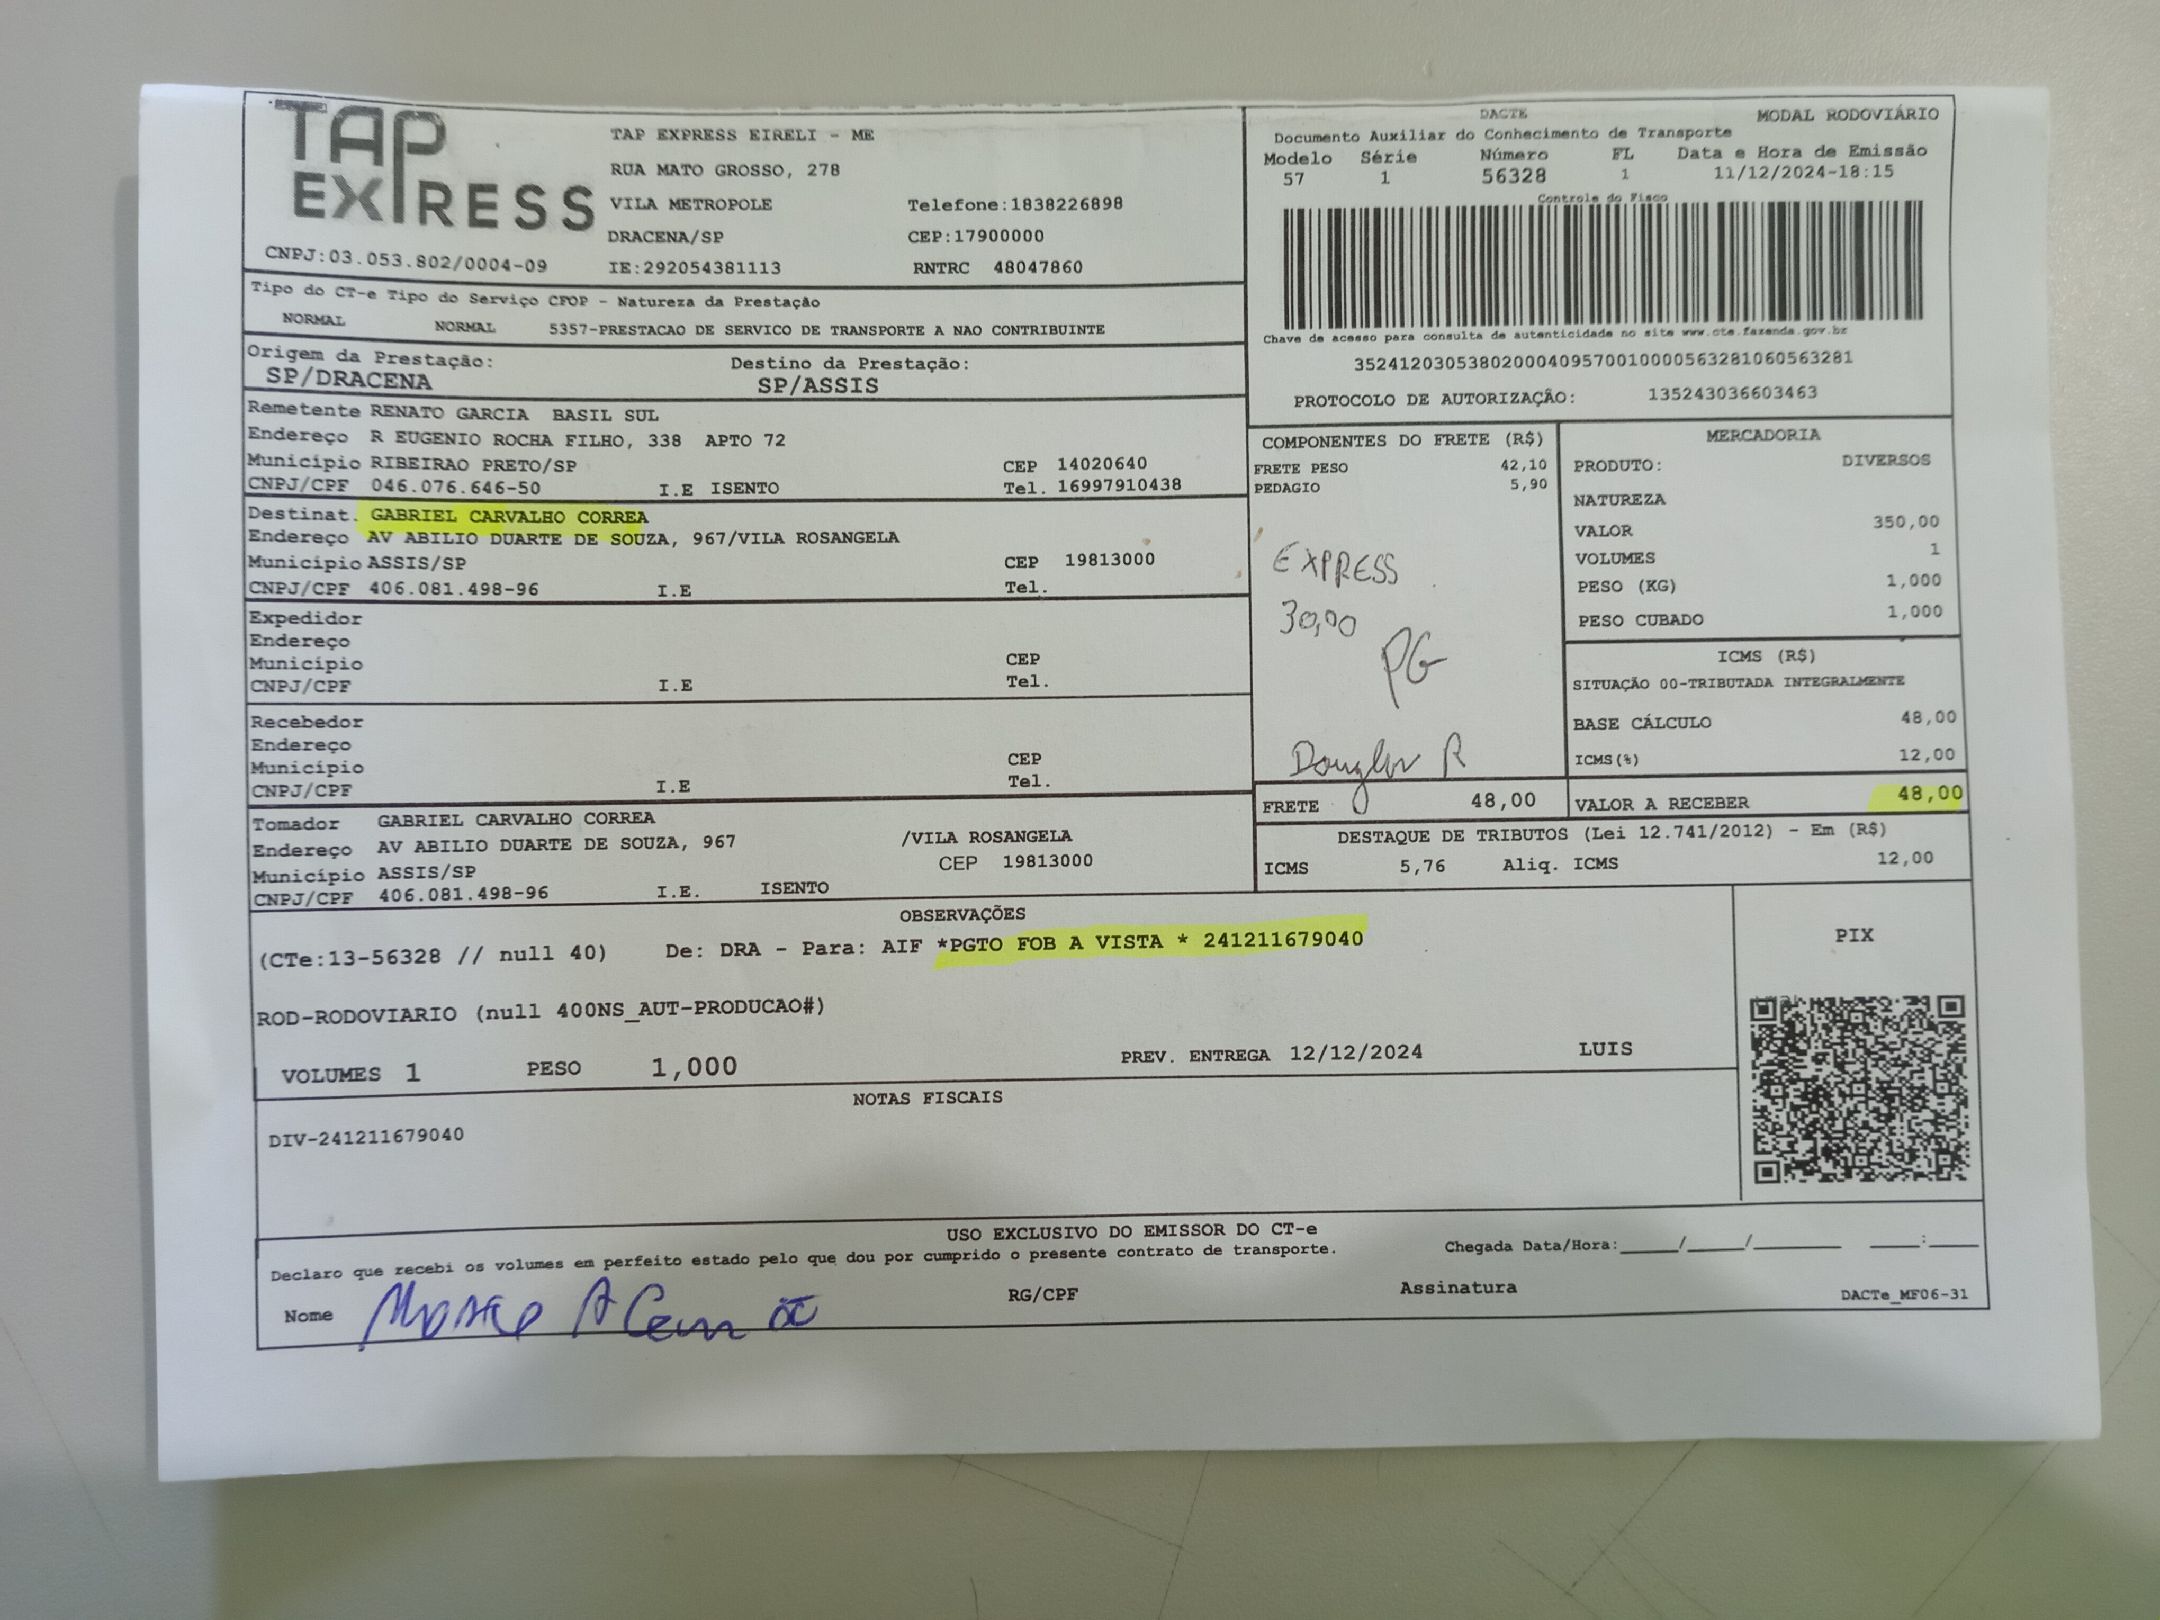 TAP EXPRESS
TAP EXPRESS EIRELI - ME
RUA MATO GROSSO, 278
VILA METROPOLE Telefone:1838226898
DRACENA/SP CEP:17900000
CNPJ:03.053.802/0004-09 IE:292054381113 RNTRC 48047860
DACTE MODAL RODOVIÁRIO
Documento Auxiliar do Conhecimento de Transporte
Modelo Série Número FL Data e Hora de Emissão
57 1 56328 1 11/12/2024-18:15
Controle do Fisco
Chave de acesso para consulta de autenticidade no site www.cte.fazenda.gov.br
35241203053802000409570010000563281060563281
PROTOCOLO DE AUTORIZAÇÃO: 135243036603463
Tipo do CT-e Tipo do Serviço CFOP - Natureza da Prestação
NORMAL NORMAL 5357-PRESTACAO DE SERVICO DE TRANSPORTE A NAO CONTRIBUINTE
Origem da Prestação: Destino da Prestação:
SP/DRACENA SP/ASSIS
Remetente RENATO GARCIA BASIL SUL
Endereço R EUGENIO ROCHA FILHO, 338 APTO 72
Município RIBEIRAO PRETO/SP CEP 14020640
CNPJ/CPF 046.076.646-50 I.E ISENTO Tel. 16997910438
Destinat. GABRIEL CARVALHO CORREA
Endereço AV ABILIO DUARTE DE SOUZA, 967/VILA ROSANGELA
Município ASSIS/SP CEP 19813000
CNPJ/CPF 406.081.498-96 I.E Tel.
Expedidor
Endereço
Município CEP
CNPJ/CPF I.E Tel.
Recebedor
Endereço
Município CEP
CNPJ/CPF I.E Tel.
Tomador GABRIEL CARVALHO CORREA
Endereço AV ABILIO DUARTE DE SOUZA, 967 /VILA ROSANGELA
Município ASSIS/SP CEP 19813000
CNPJ/CPF 406.081.498-96 I.E. ISENTO
COMPONENTES DO FRETE (R$)
FRETE PESO 42,10
PEDAGIO 5,90
EXPRESS
30,00
PG
Douglas R
FRETE 48,00
MERCADORIA
PRODUTO: DIVERSOS
NATUREZA
VALOR 350,00
VOLUMES 1
PESO (KG) 1,000
PESO CUBADO 1,000
ICMS (R$)
SITUAÇÃO 00-TRIBUTADA INTEGRALMENTE
BASE CÁLCULO 48,00
ICMS(%) 12,00
VALOR A RECEBER 48,00
DESTAQUE DE TRIBUTOS (Lei 12.741/2012) - Em (R$)
ICMS 5,76 Aliq. ICMS 12,00
OBSERVAÇÕES
(CTe:13-56328 // null 40) De: DRA - Para: AIF *PGTO FOB A VISTA * 241211679040
ROD-RODOVIARIO (null 400NS_AUT-PRODUCAO#)
VOLUMES 1 PESO 1,000 PREV. ENTREGA 12/12/2024 LUIS
PIX
NOTAS FISCAIS
DIV-241211679040
USO EXCLUSIVO DO EMISSOR DO CT-e
Declaro que recebi os volumes em perfeito estado pelo que dou por cumprido o presente contrato de transporte. Chegada Data/Hora:_____/_____/________ ____:____
Nome RG/CPF Assinatura DACTe_MF06-31